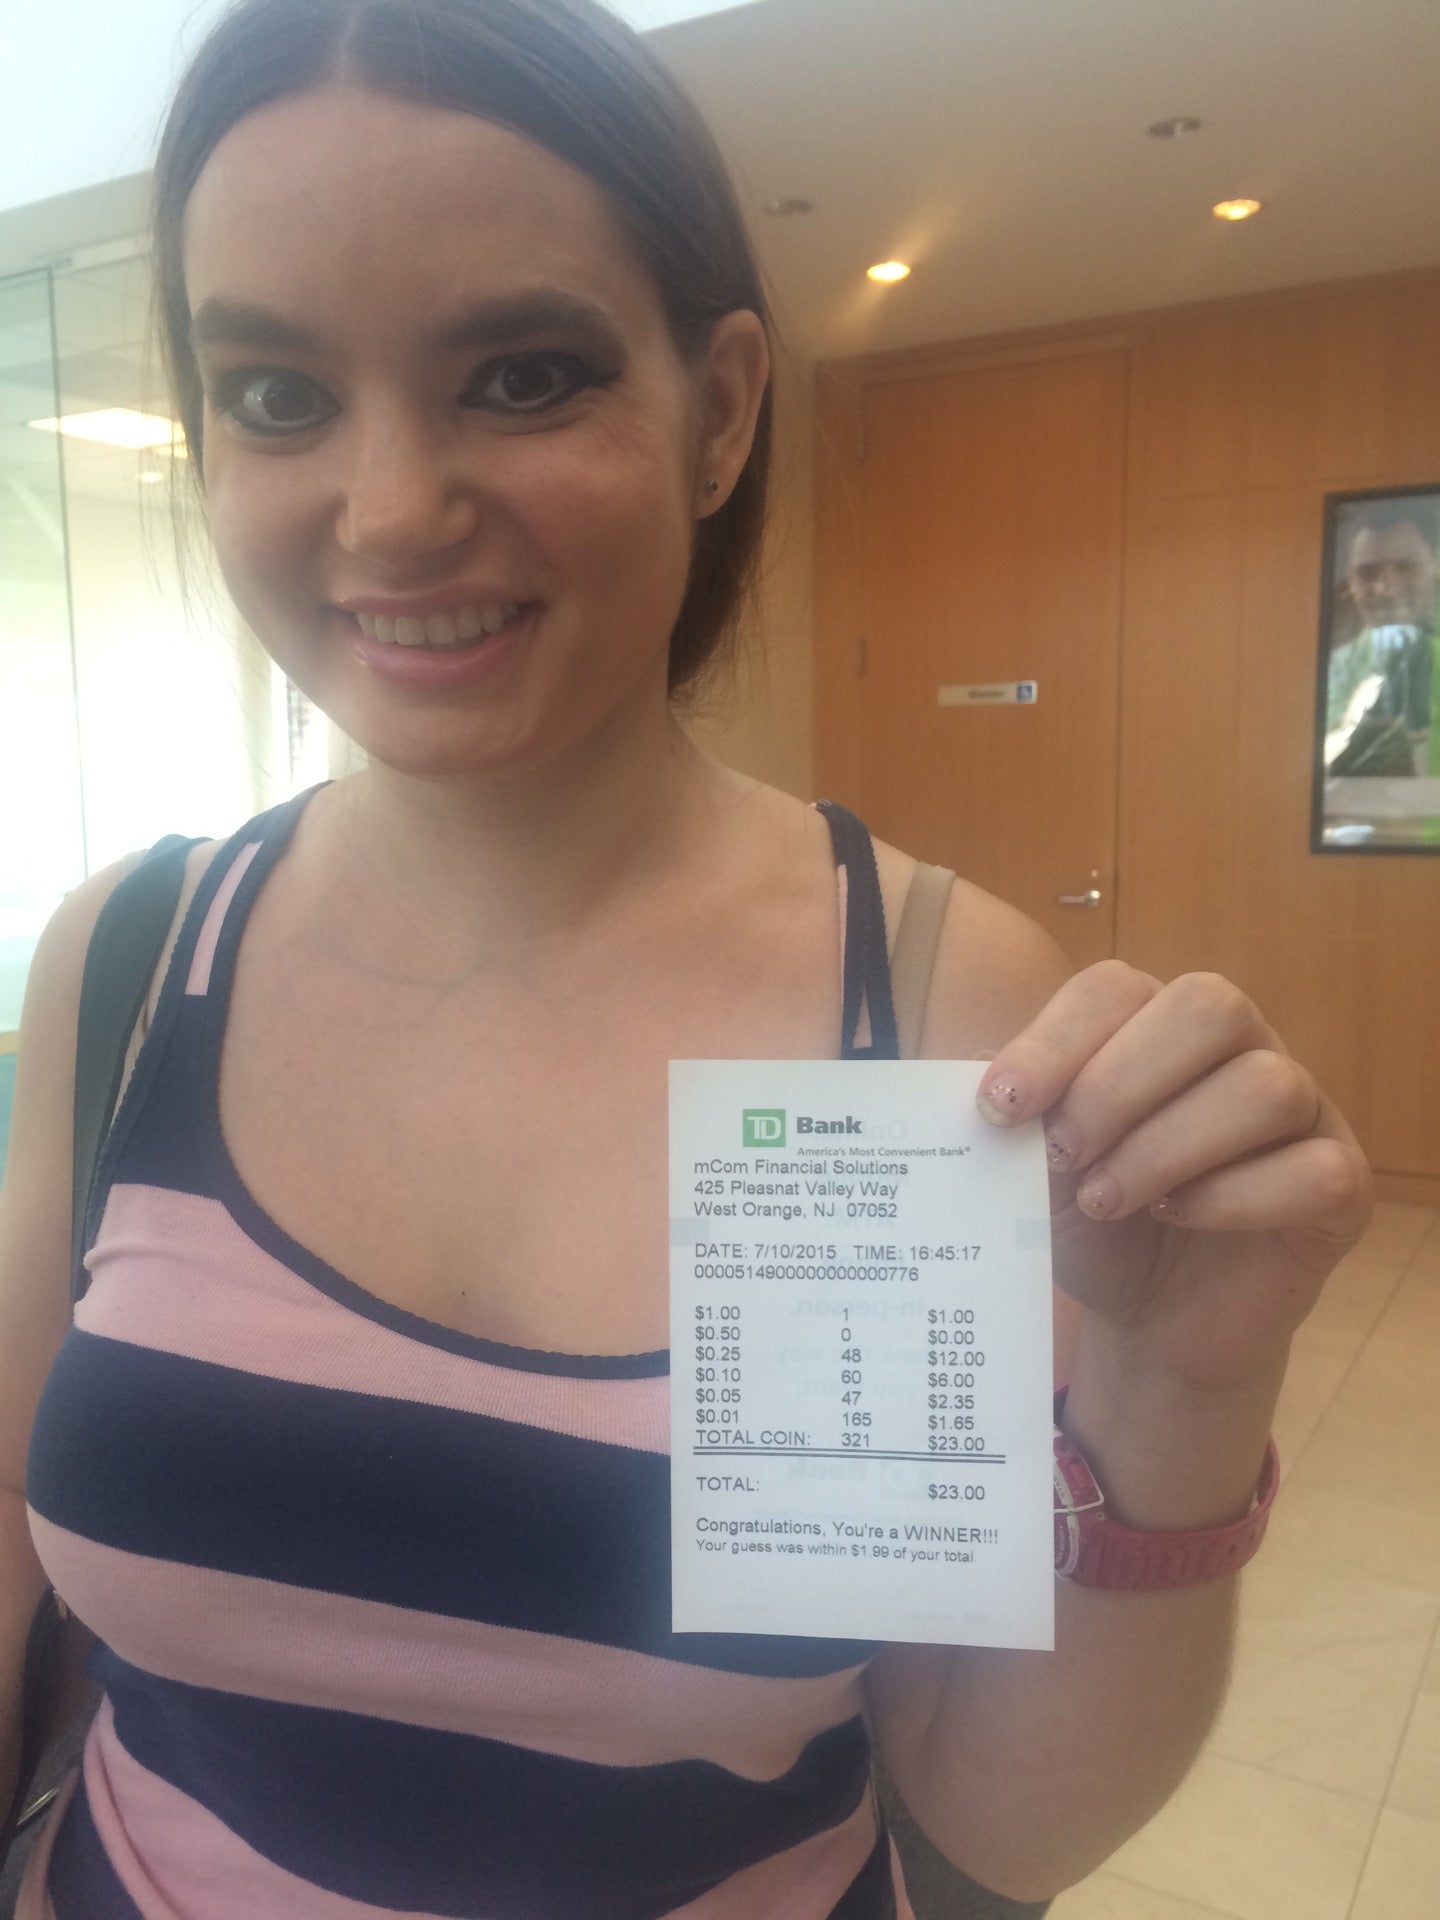 Women
TD Bank
America's Most Convenient Bank®
mCom Financial Solutions
425 Pleasnat Valley Way
West Orange, NJ 07052
DATE: 7/10/2015 TIME: 16:45:17
00005149000000000000776
$1.00 1 $1.00
$0.50 0 $0.00
$0.25 48 $12.00
$0.10 60 $6.00
$0.05 47 $2.35
$0.01 165 $1.65
TOTAL COIN: 321 $23.00
TOTAL: $23.00
Congratulations, You're a WINNER!!!
Your guess was within $1.99 of your total.